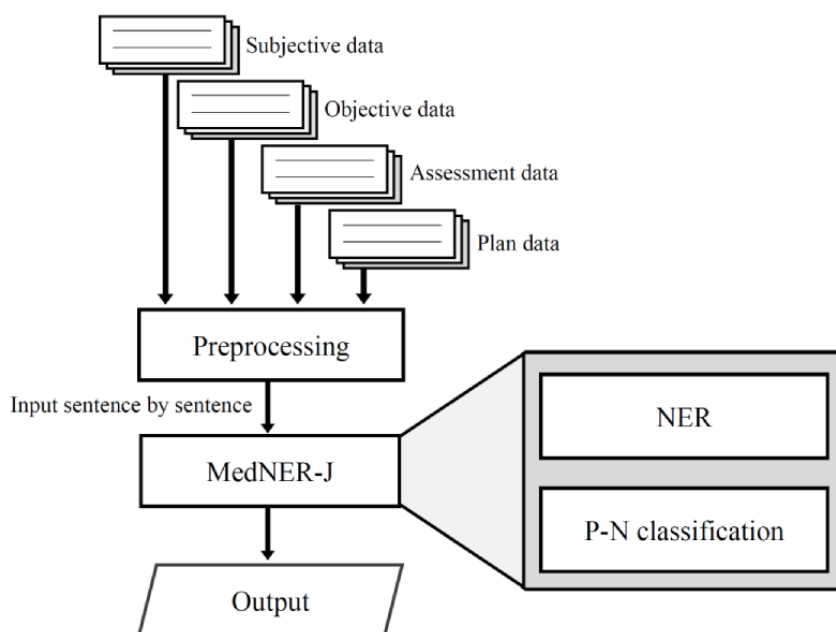 Subjective data
Objective data
Assessment data
Plan data
Preprocessing
Input sentence by sentence
MedNER-J
NER
P-N classification
Output